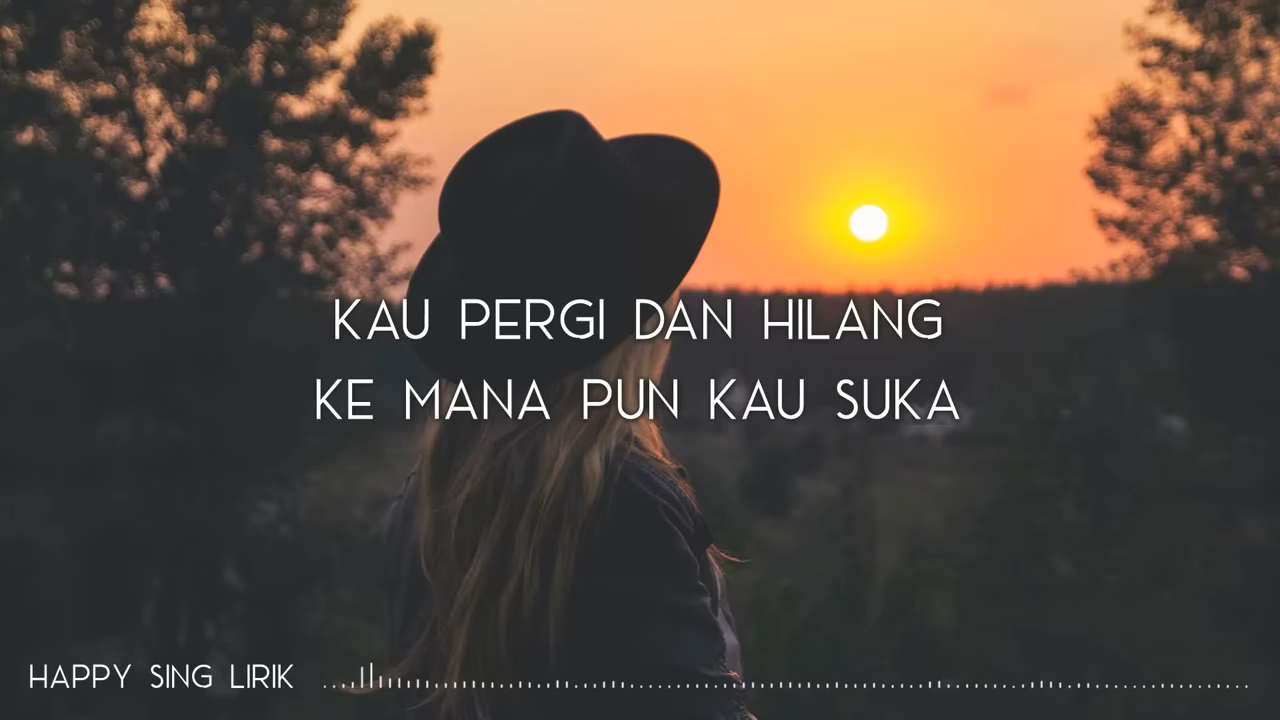 KAU PERGI DAN HILANG
KE MANA PUN KAU SUKA
HAPPY SING LIRIK